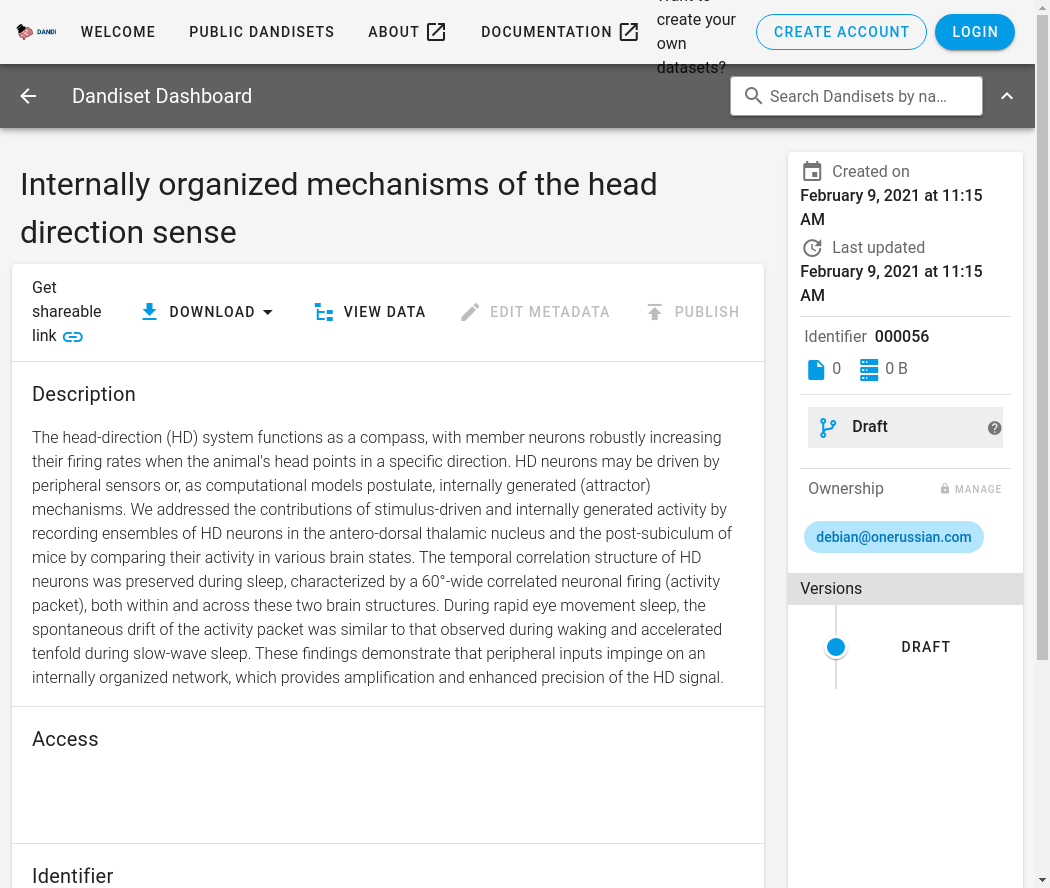 DANDI
WELCOME
PUBLIC DANDISETS
ABOUT
DOCUMENTATION
Want to
create your
own
datasets?
CREATE ACCOUNT
LOGIN
Dandiset Dashboard
Search Dandisets by na…
Internally organized mechanisms of the head
direction sense
Get
shareable
link
DOWNLOAD
VIEW DATA
EDIT METADATA
PUBLISH
Description
The head-direction (HD) system functions as a compass, with member neurons robustly increasing
their firing rates when the animal's head points in a specific direction. HD neurons may be driven by
peripheral sensors or, as computational models postulate, internally generated (attractor)
mechanisms. We addressed the contributions of stimulus-driven and internally generated activity by
recording ensembles of HD neurons in the antero-dorsal thalamic nucleus and the post-subiculum of
mice by comparing their activity in various brain states. The temporal correlation structure of HD
neurons was preserved during sleep, characterized by a 60°-wide correlated neuronal firing (activity
packet), both within and across these two brain structures. During rapid eye movement sleep, the
spontaneous drift of the activity packet was similar to that observed during waking and accelerated
tenfold during slow-wave sleep. These findings demonstrate that peripheral inputs impinge on an
internally organized network, which provides amplification and enhanced precision of the HD signal.
Access
Identifier
Created on
February 9, 2021 at 11:15
AM
Last updated
February 9, 2021 at 11:15
AM
Identifier 000056
0
0 B
Draft
?
Ownership
MANAGE
debian@onerussian.com
Versions
DRAFT